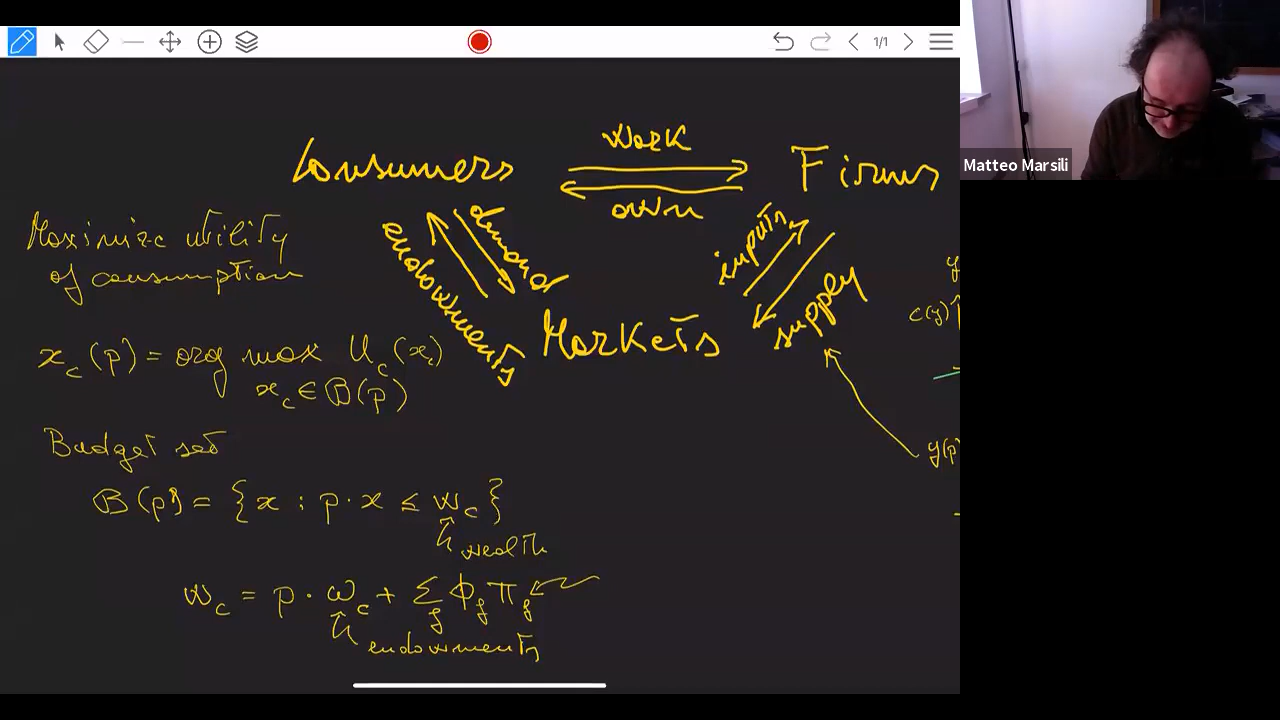 1/1
Matteo Marsili
work
Consumers
Firms
own
Maximize utility
of consumption
demand
endowments
inputs
supply
Markets
y
c(y)
x_c(p) = arg max U_c(x_c)
x_c ∈ B(p)
Budget set
y(p)
B(p) = {x : p · x ≤ w_c}
wealth
w_c = p · ω_c + Σ_f ϕ_f π_f
endowments